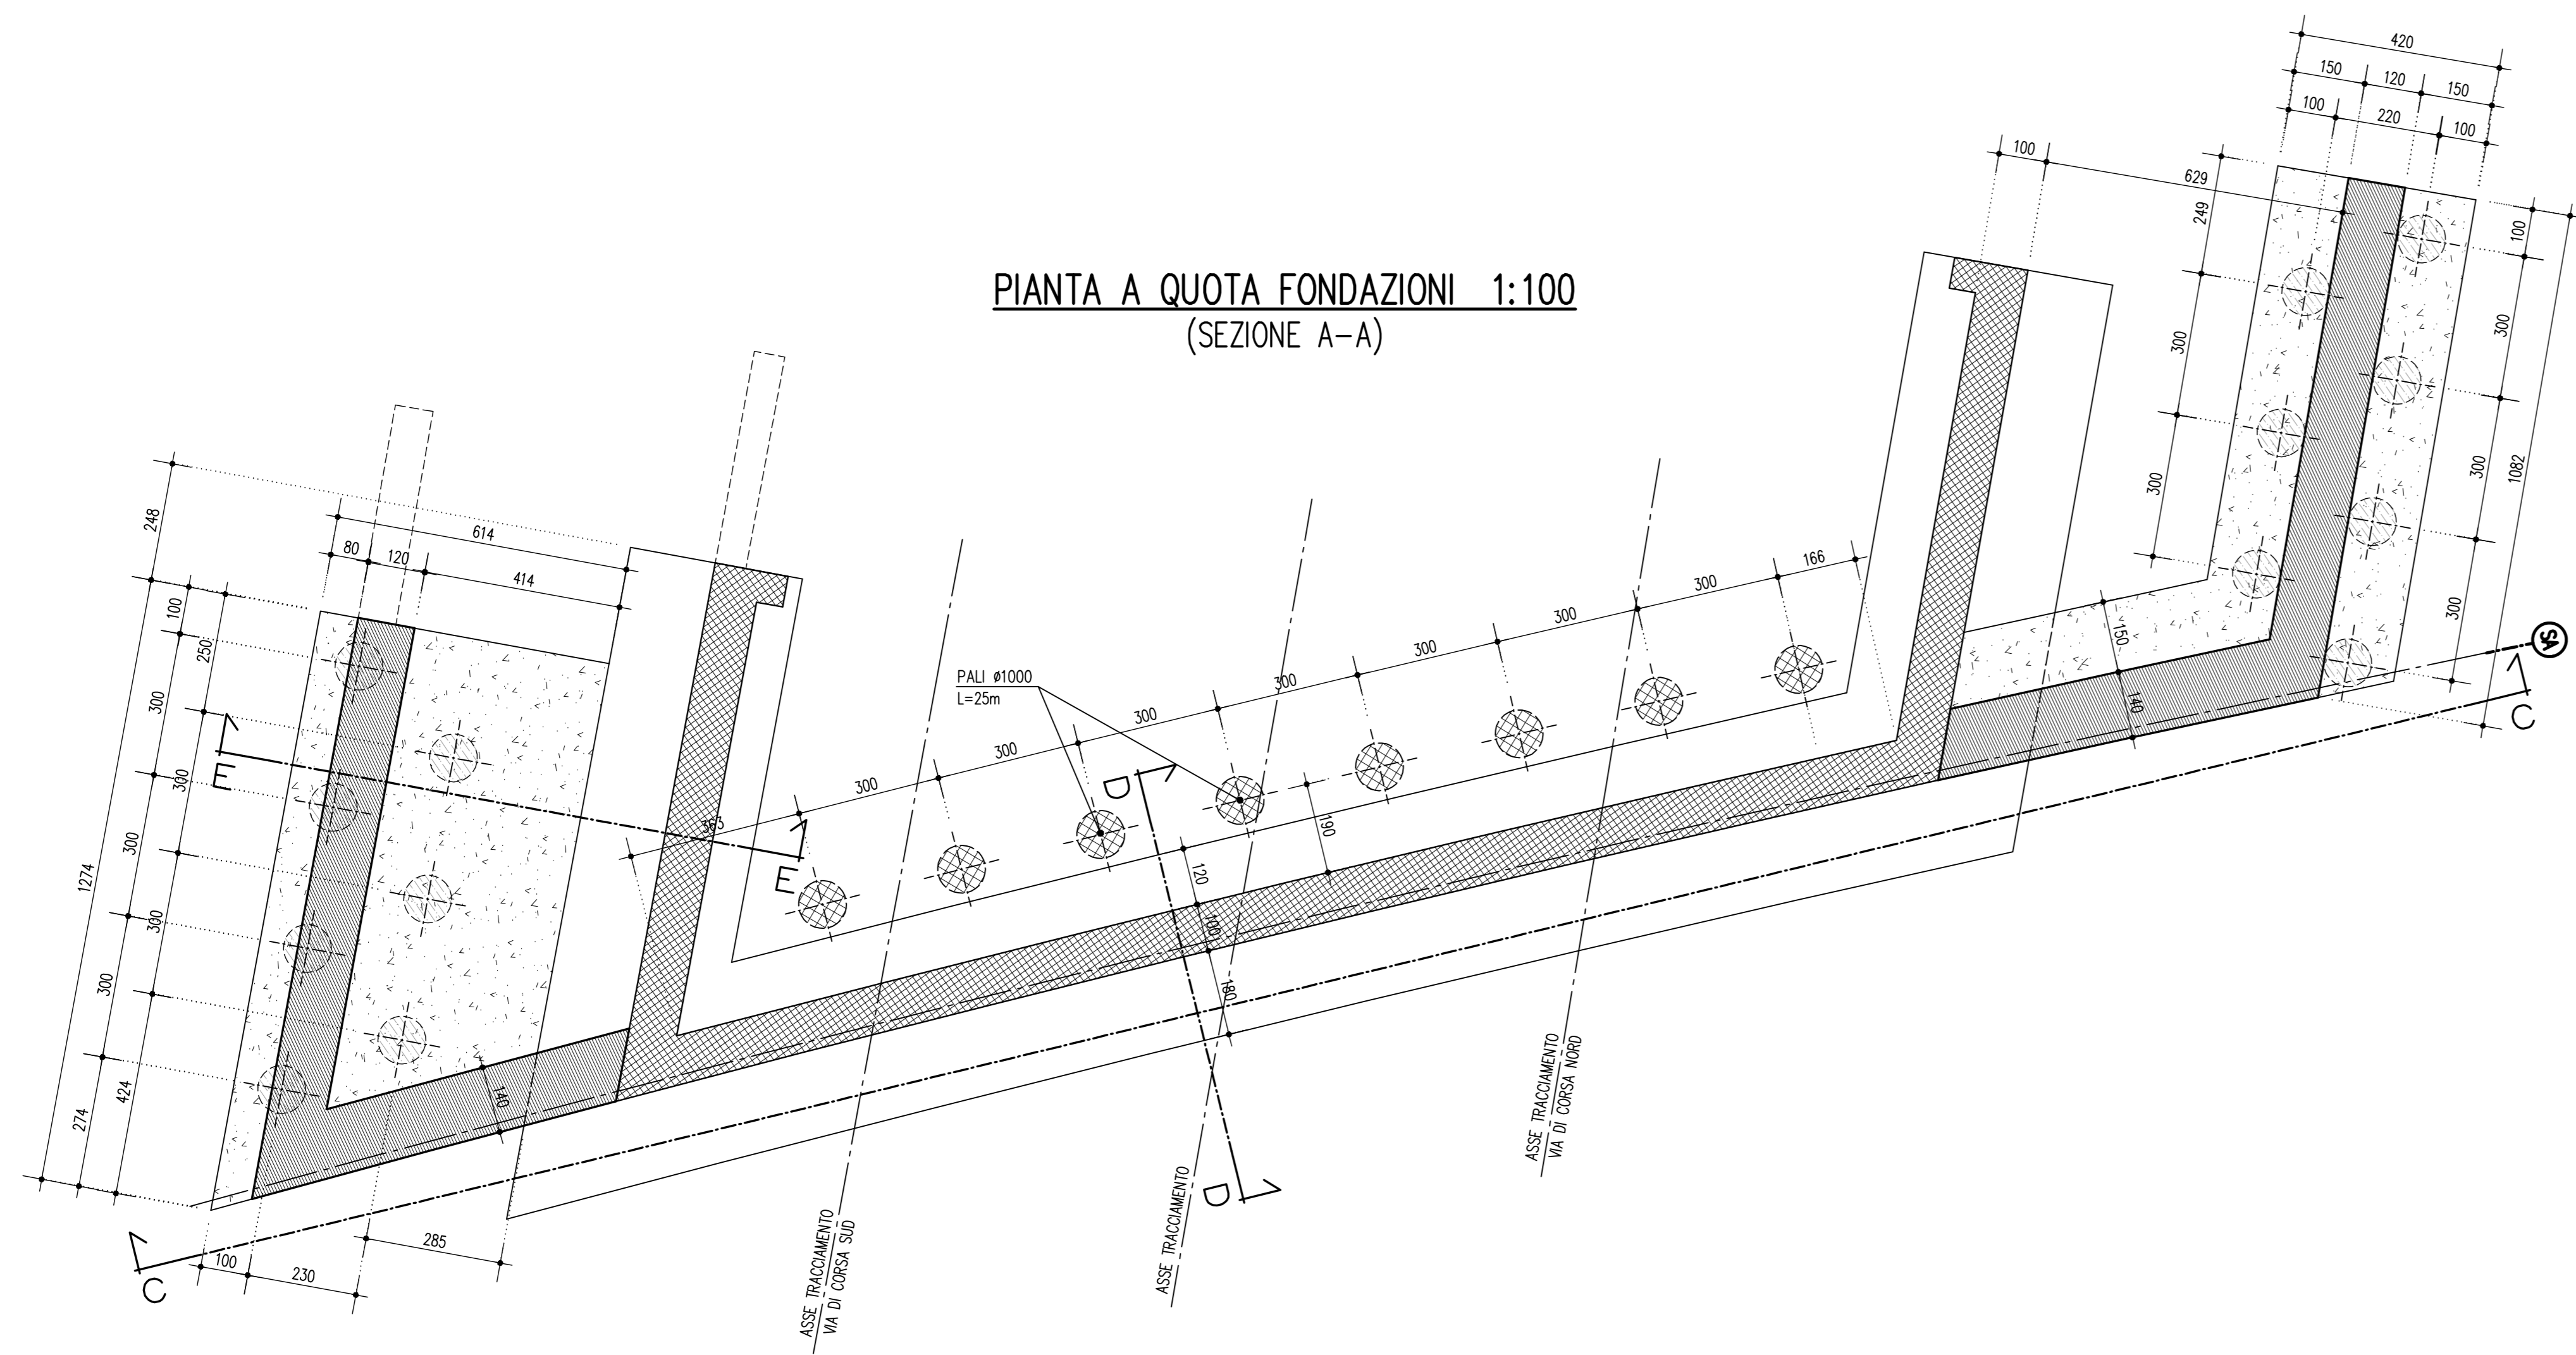 PIANTA A QUOTA FONDAZIONI 1:100
(SEZIONE A-A)
420
150 120 150
100 220 100
100
629
249
300
300
300
100
300
300
300
1082
248
614
80 120
414
100
250
300
300
300
300
300
300
1274
274
424
363
300
300
300
300
300
300
300
166
PALI ø1000
L=25m
190
120
100
180
150
140
140
285
100
230
E
E
D
D
C
C
SA
ASSE TRACCIAMENTO
VIA DI CORSA SUD
ASSE TRACCIAMENTO
ASSE TRACCIAMENTO
VIA DI CORSA NORD